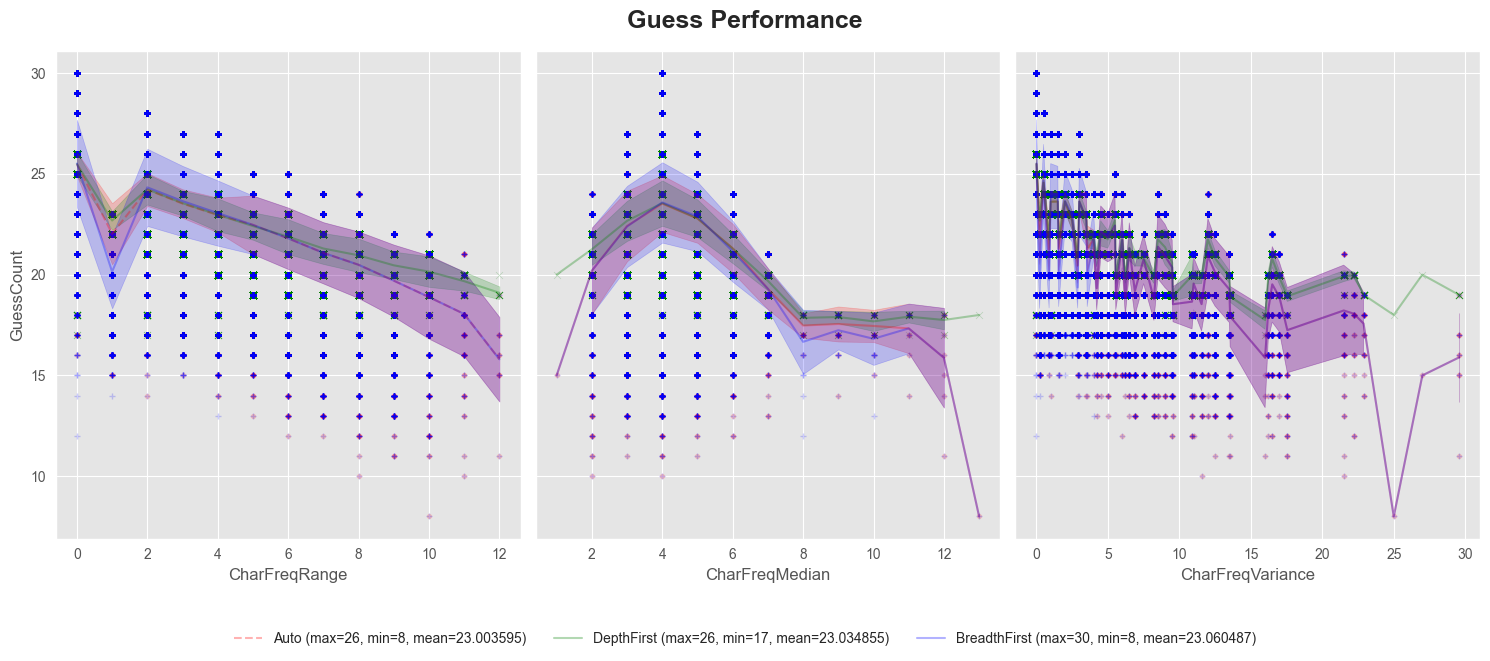 Guess Performance
GuessCount
30
25
20
15
10
0 2 4 6 8 10 12
CharFreqRange
2 4 6 8 10 12
CharFreqMedian
0 5 10 15 20 25 30
CharFreqVariance
Auto (max=26, min=8, mean=23.003595) DepthFirst (max=26, min=17, mean=23.034855) BreadthFirst (max=30, min=8, mean=23.060487)